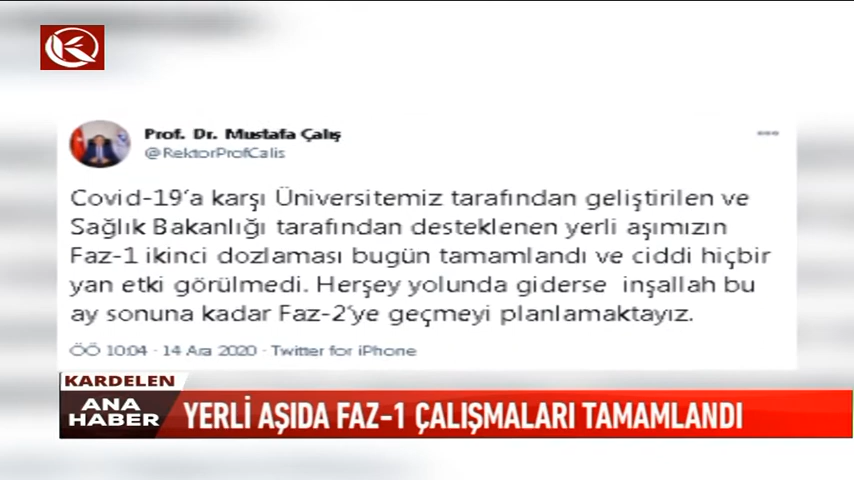 Prof. Dr. Mustafa Çalış
@RektorProfCalis
Covid-19'a karşı Üniversitemiz tarafından geliştirilen ve
Sağlık Bakanlığı tarafından desteklenen yerli aşımızın
Faz-1 ikinci dozlaması bugün tamamlandı ve ciddi hiçbir
yan etki görülmedi. Herşey yolunda giderse inşallah bu
ay sonuna kadar Faz-2'ye geçmeyi planlamaktayız.
ÖÖ 10:04 · 14 Ara 2020 · Twitter for iPhone
KARDELEN
ANA
HABER
YERLİ AŞIDA FAZ-1 ÇALIŞMALARI TAMAMLANDI